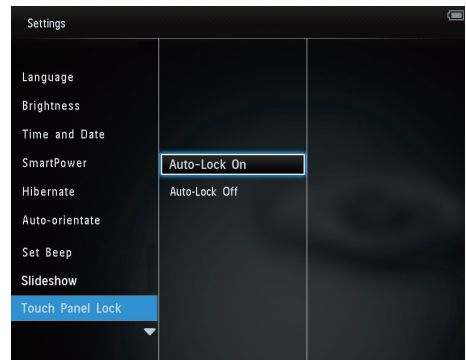 Settings
Language
Brightness
Time and Date
SmartPower
Auto-Lock On
Hibernate
Auto-Lock Off
Auto-orientate
Set Beep
Slideshow
Touch Panel Lock